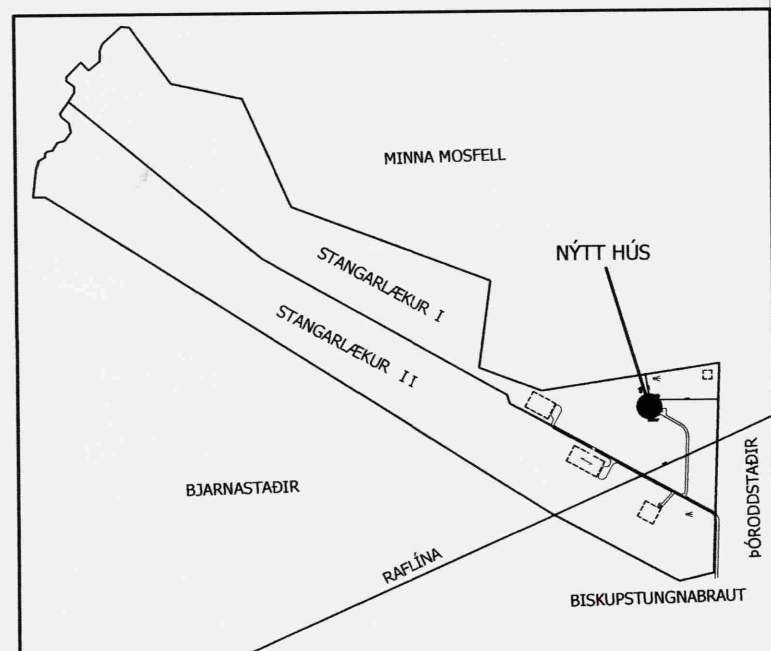 MINNA MOSFELL
NÝTT HÚS
STANGARLÆKUR I
STANGARLÆKUR II
BJARNASTAÐIR
ÞÓRODDSTAÐIR
RAFLÍNA
BISKUPSTUNGNABRAUT